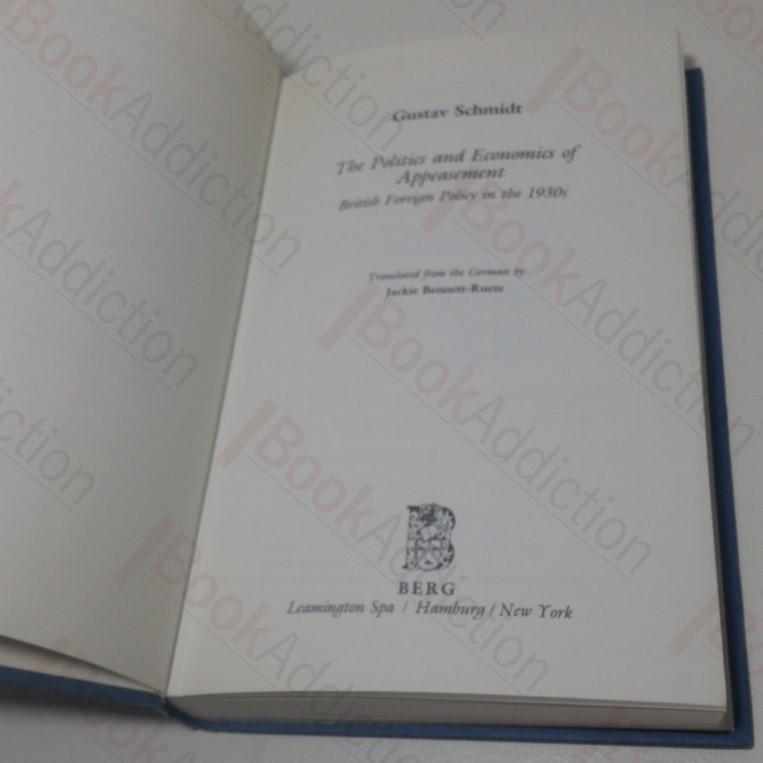 Gustav Schmidt
The Politics and Economics of
Appeasement
British Foreign Policy in the 1930s
Translated from the German by
Jackie Bennett-Ruete
B
BERG
Leamington Spa / Hamburg / New York
BookAddiction